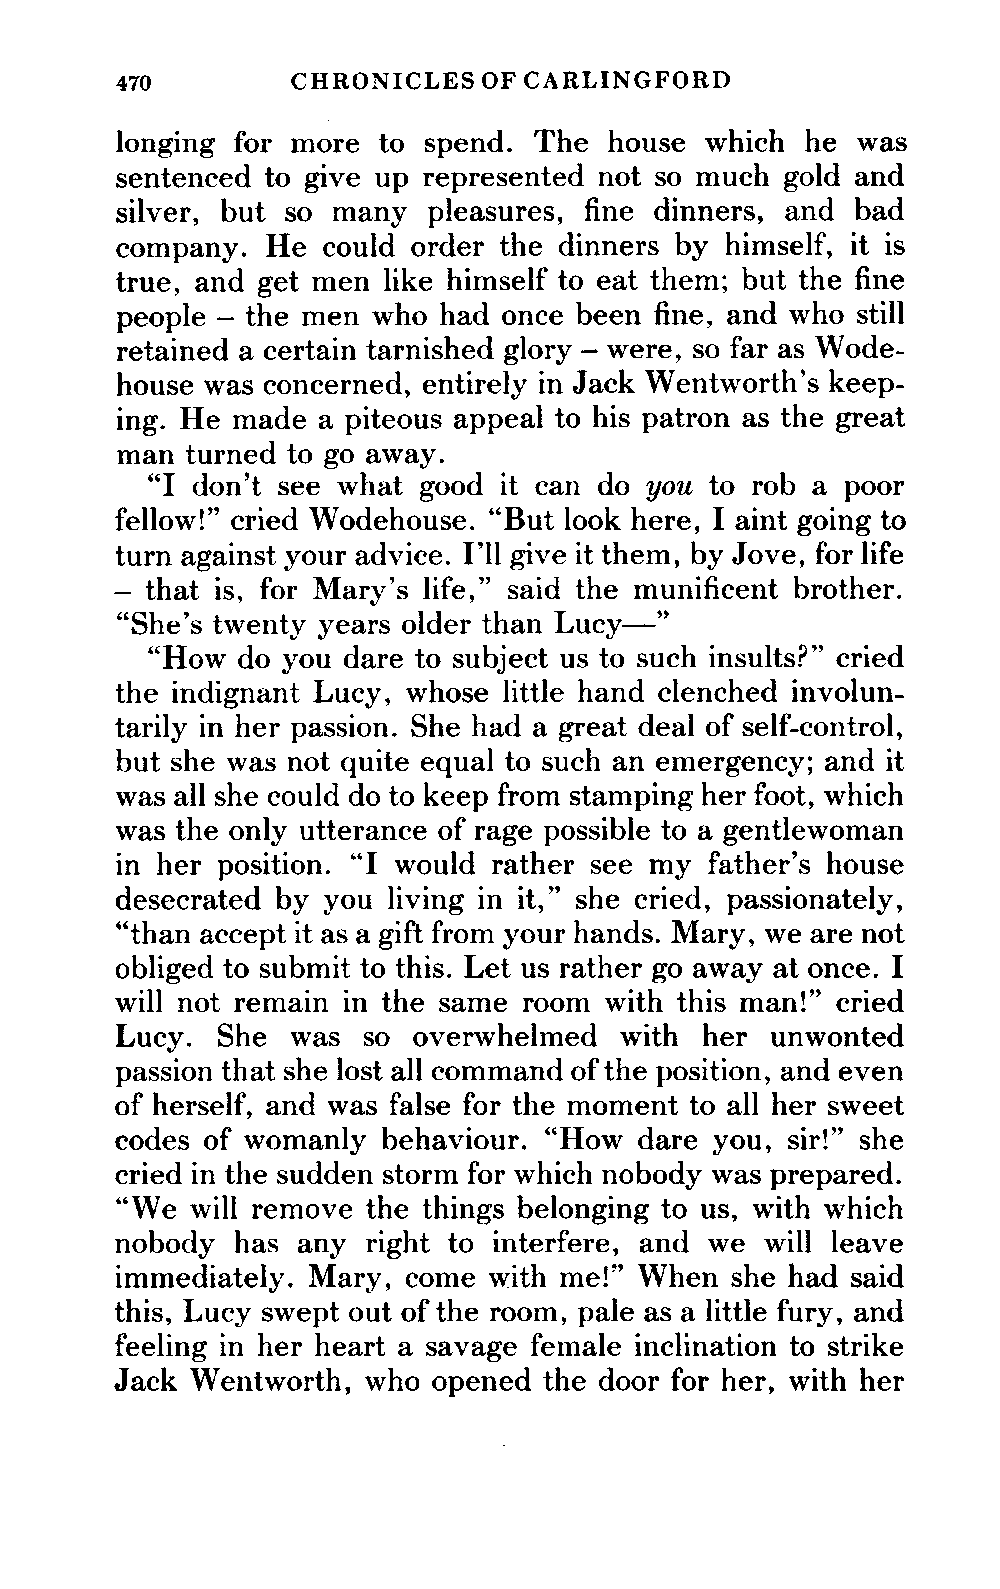 470 CHRONICLES OF CARLINGFORD
longing for more to spend. The house which he was
sentenced to give up represented not so much gold and
silver, but so many pleasures, fine dinners, and bad
company. He could order the dinners by himself, it is
true, and get men like himself to eat them; but the fine
people – the men who had once been fine, and who still
retained a certain tarnished glory – were, so far as Wode-
house was concerned, entirely in Jack Wentworth's keep-
ing. He made a piteous appeal to his patron as the great
man turned to go away.
“I don't see what good it can do you to rob a poor
fellow!” cried Wodehouse. “But look here, I aint going to
turn against your advice. I'll give it them, by Jove, for life
– that is, for Mary's life,” said the munificent brother.
“She's twenty years older than Lucy—”
“How do you dare to subject us to such insults?” cried
the indignant Lucy, whose little hand clenched involun-
tarily in her passion. She had a great deal of self-control,
but she was not quite equal to such an emergency; and it
was all she could do to keep from stamping her foot, which
was the only utterance of rage possible to a gentlewoman
in her position. “I would rather see my father's house
desecrated by you living in it,” she cried, passionately,
“than accept it as a gift from your hands. Mary, we are not
obliged to submit to this. Let us rather go away at once. I
will not remain in the same room with this man!” cried
Lucy. She was so overwhelmed with her unwonted
passion that she lost all command of the position, and even
of herself, and was false for the moment to all her sweet
codes of womanly behaviour. “How dare you, sir!” she
cried in the sudden storm for which nobody was prepared.
“We will remove the things belonging to us, with which
nobody has any right to interfere, and we will leave
immediately. Mary, come with me!” When she had said
this, Lucy swept out of the room, pale as a little fury, and
feeling in her heart a savage female inclination to strike
Jack Wentworth, who opened the door for her, with her